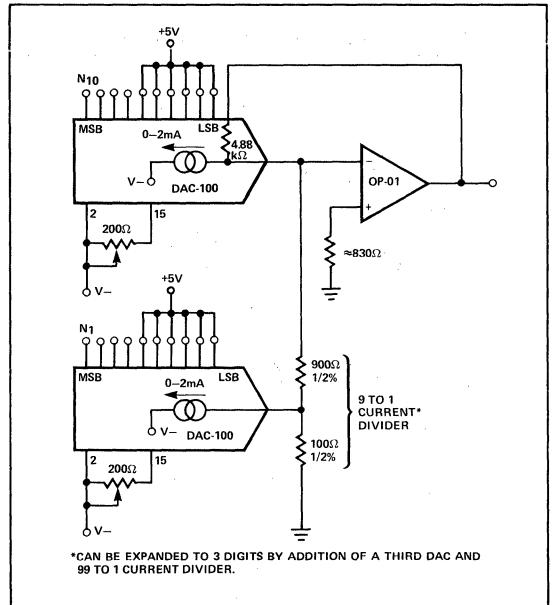 +5V
N10
MSB
LSB
0–2mA
4.88
kΩ
V–
DAC-100
OP-01
–
+
2
15
200Ω
≈830Ω
V–
+5V
N1
MSB
LSB
900Ω
1/2%
0–2mA
9 TO 1
CURRENT*
DIVIDER
V–
DAC-100
100Ω
1/2%
2
15
200Ω
V–
*CAN BE EXPANDED TO 3 DIGITS BY ADDITION OF A THIRD DAC AND
99 TO 1 CURRENT DIVIDER.